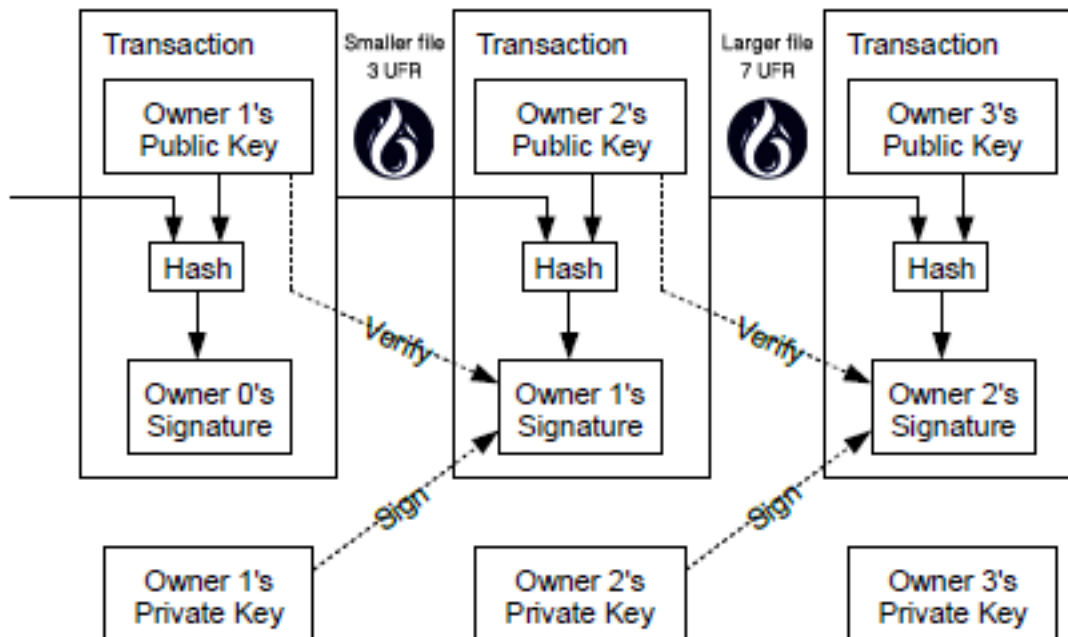 Transaction
Owner 1's
Public Key
Hash
Owner 0's
Signature
Smaller file
3 UFR
Transaction
Owner 2's
Public Key
Hash
Verify
Owner 1's
Signature
Sign
Larger file
7 UFR
Transaction
Owner 3's
Public Key
Hash
Verify
Owner 2's
Signature
Sign
Owner 1's
Private Key
Owner 2's
Private Key
Owner 3's
Private Key